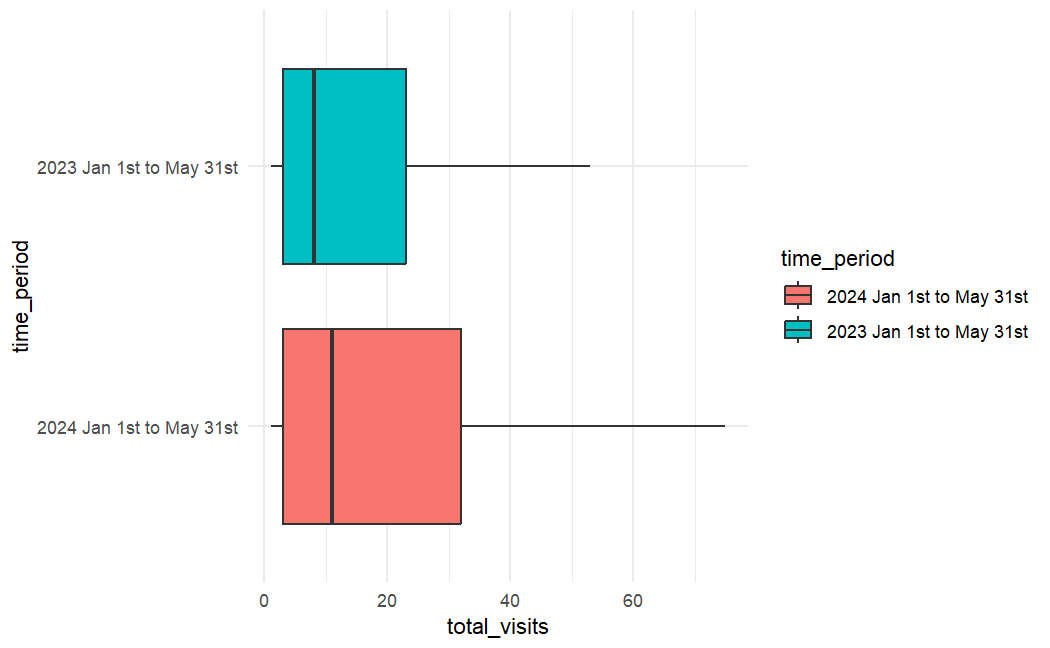 time_period
2023 Jan 1st to May 31st
2024 Jan 1st to May 31st
0 20 40 60
total_visits
time_period
2024 Jan 1st to May 31st
2023 Jan 1st to May 31st